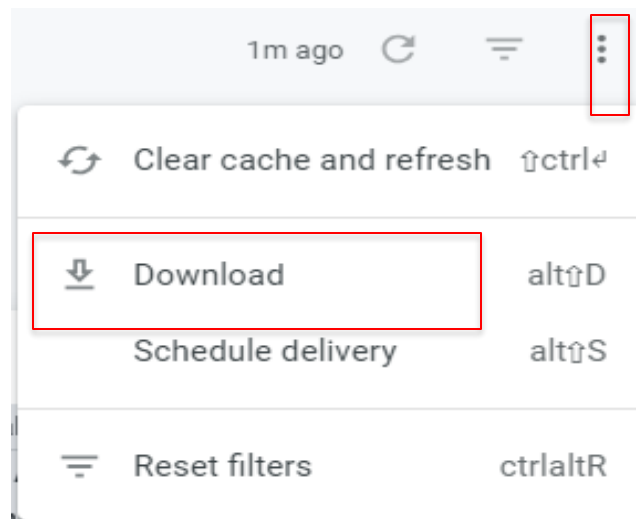 1m ago
Clear cache and refresh ⇧ctrl↵
Download alt⇧D
Schedule delivery alt⇧S
Reset filters ctrlaltR